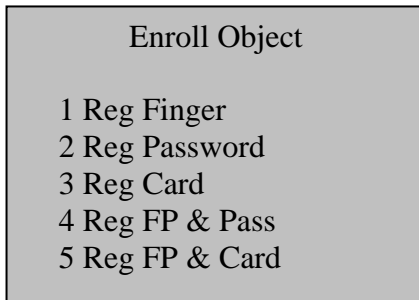 Enroll Object
1 Reg Finger
2 Reg Password
3 Reg Card
4 Reg FP & Pass
5 Reg FP & Card